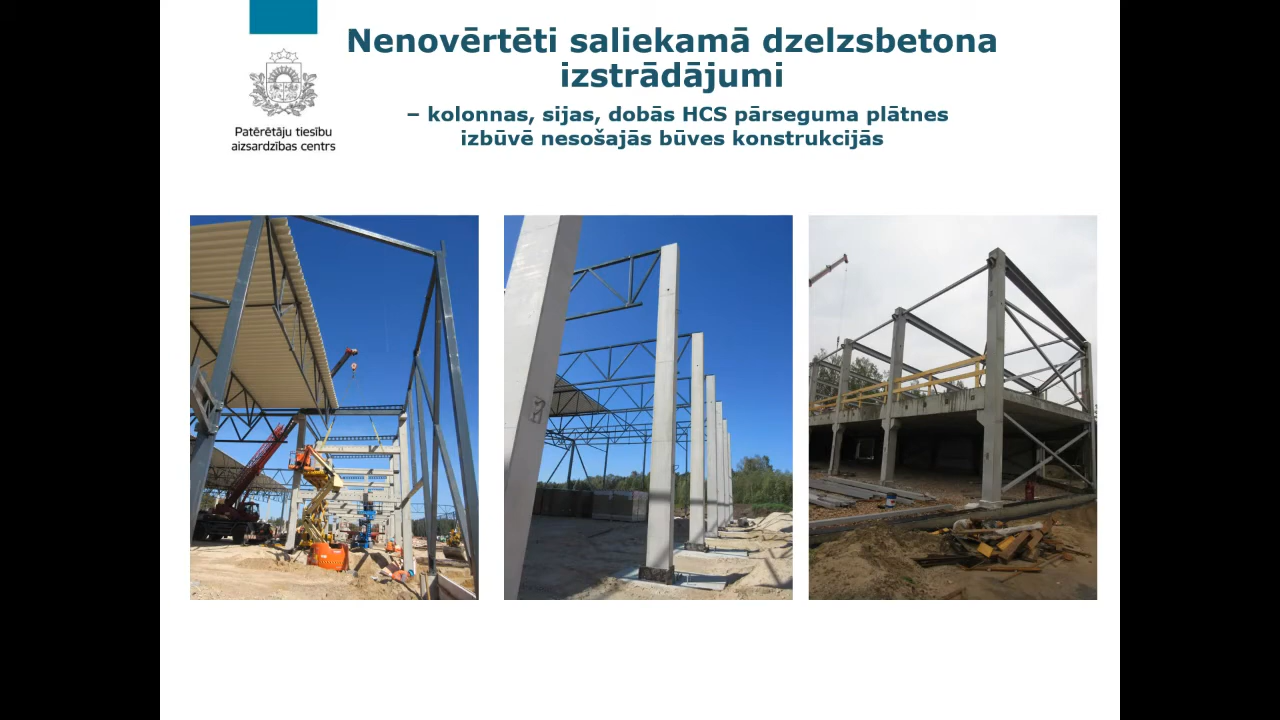 Nenovērtēti saliekamā dzelzsbetona
izstrādājumi
– kolonnas, sijas, dobās HCS pārseguma plātnes
izbūvē nesošajās būves konstrukcijās
Patērētāju tiesību
aizsardzības centrs